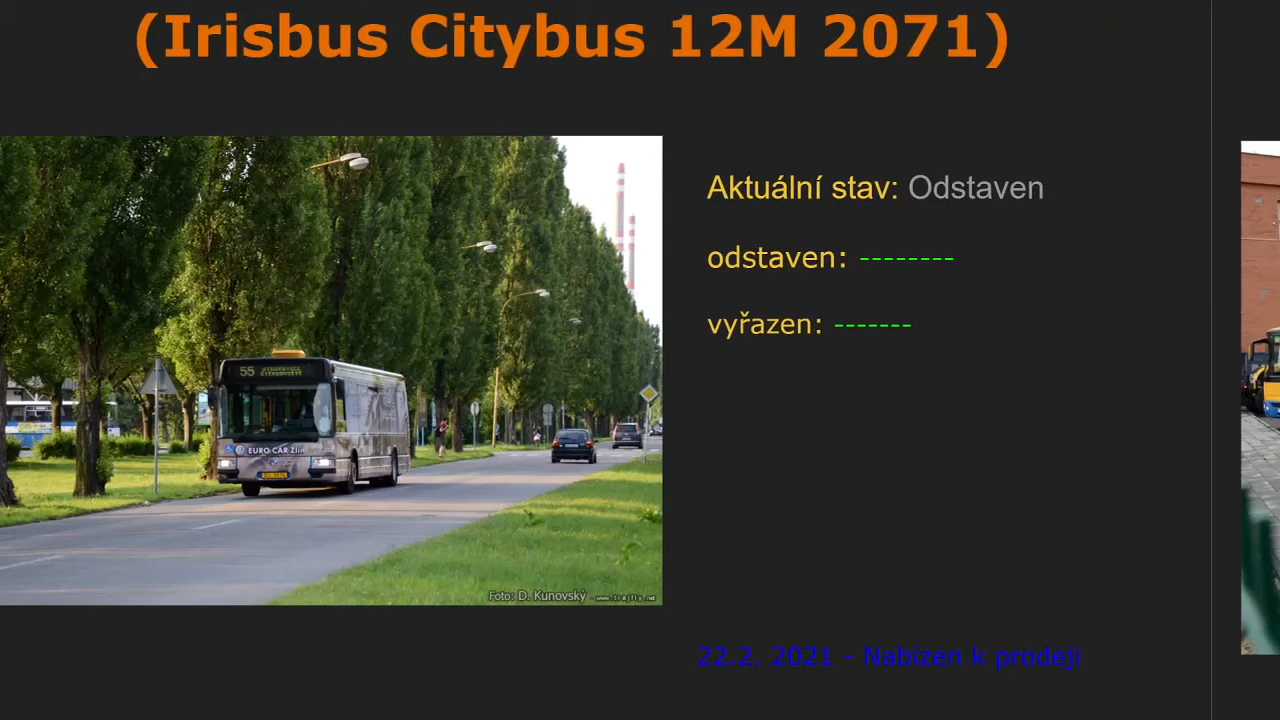 (Irisbus Citybus 12M 2071)
Aktuální stav: Odstaven
odstaven: --------
vyřazen: -------
55
EURO CAR Zlín
Foto: D. Kunovský
22.2. 2021 - Nabízen k prodeji